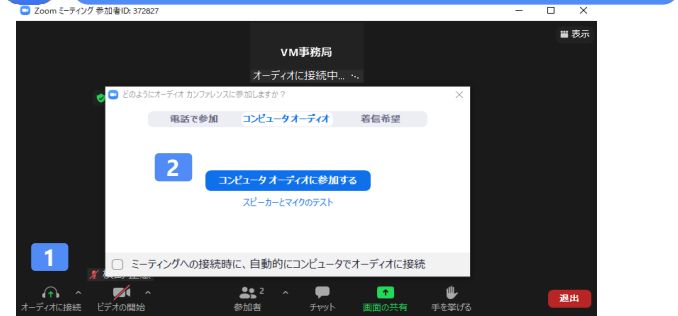 Zoom ミーティング 参加者ID: 372827
表示
VM事務局
オーディオに接続中...
どのようにオーディオ カンファレンスに参加しますか？
電話で参加 コンピュータ オーディオ 着信希望
2
コンピュータ オーディオに参加する
スピーカーとマイクのテスト
1
ミーティングへの接続時に、自動的にコンピュータでオーディオに接続
オーディオに接続 ビデオの開始 参加者 2 チャット 画面の共有 手を挙げる 退出